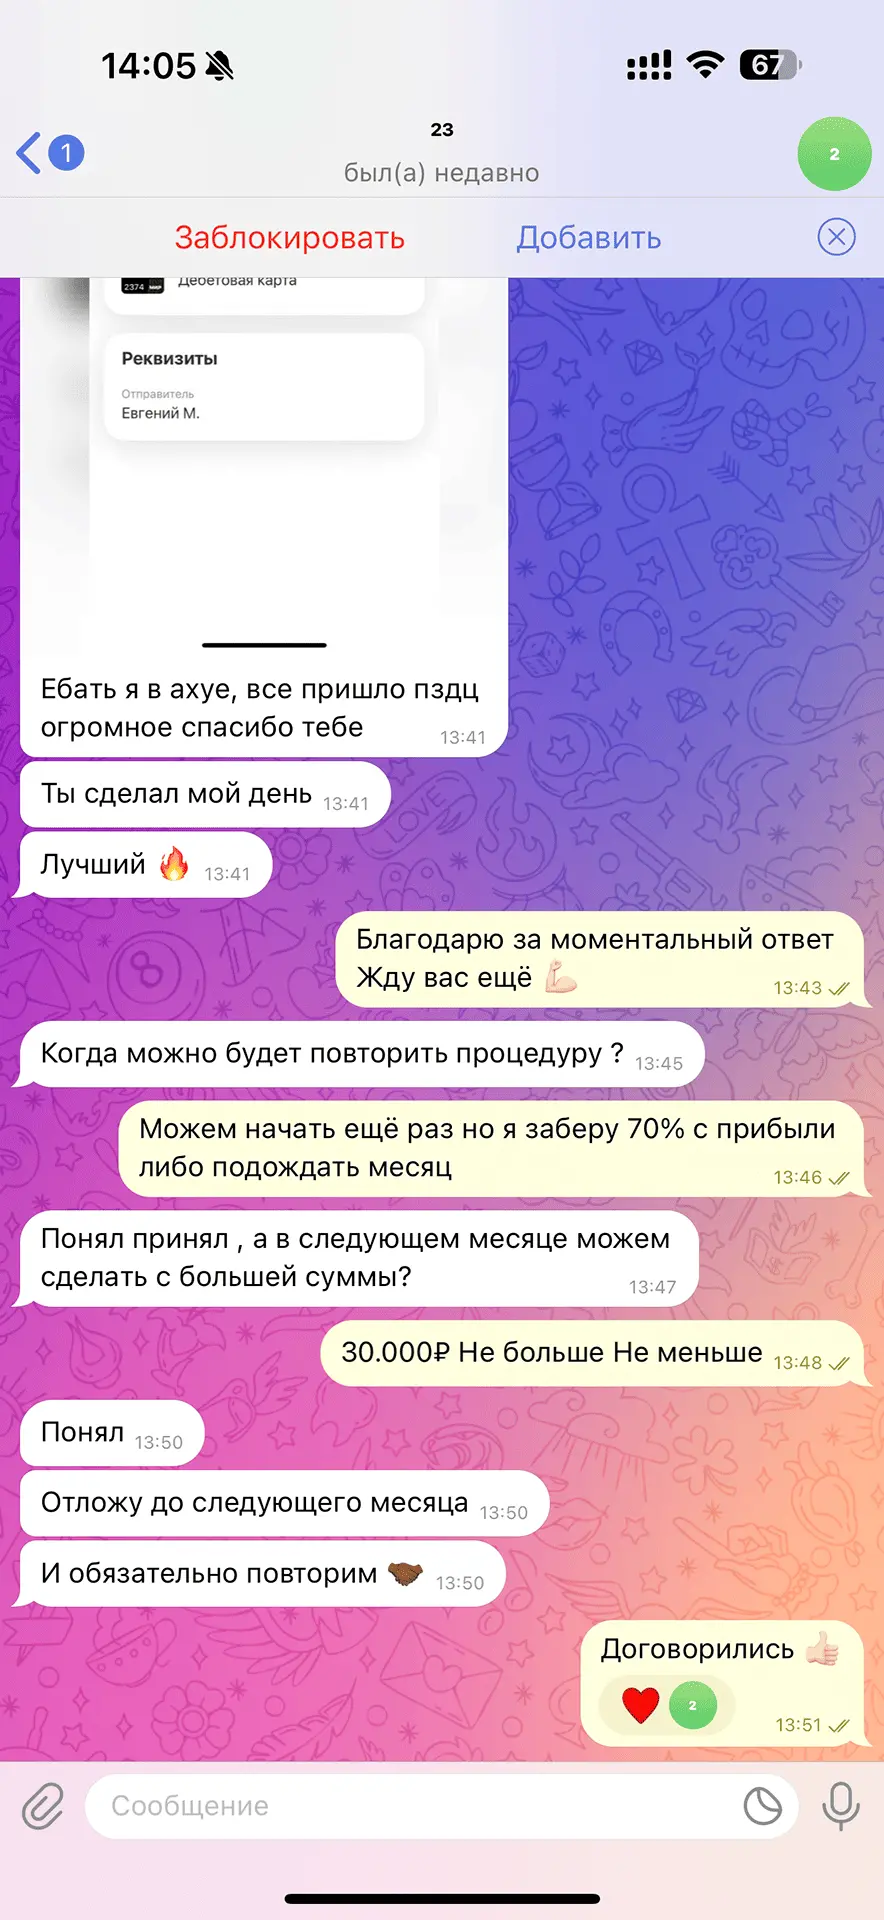 14:05
67
1
23
был(а) недавно
2
Заблокировать
Добавить
2374 МИР
Дебетовая карта
Реквизиты
Отправитель
Евгений М.
Ебать я в ахуе, все пришло пздц
огромное спасибо тебе
13:41
Ты сделал мой день 13:41
Лучший 🔥 13:41
Благодарю за моментальный ответ
Жду вас ещё 💪🏻 13:43
Когда можно будет повторить процедуру ? 13:45
Можем начать ещё раз но я заберу 70% с прибыли
либо подождать месяц 13:46
Понял принял , а в следующем месяце можем
сделать с большей суммы? 13:47
30.000₽ Не больше Не меньше 13:48
Понял 13:50
Отложу до следующего месяца 13:50
И обязательно повторим 🤝🏾 13:50
Договорились 👍🏻
❤️ 2
13:51
Сообщение